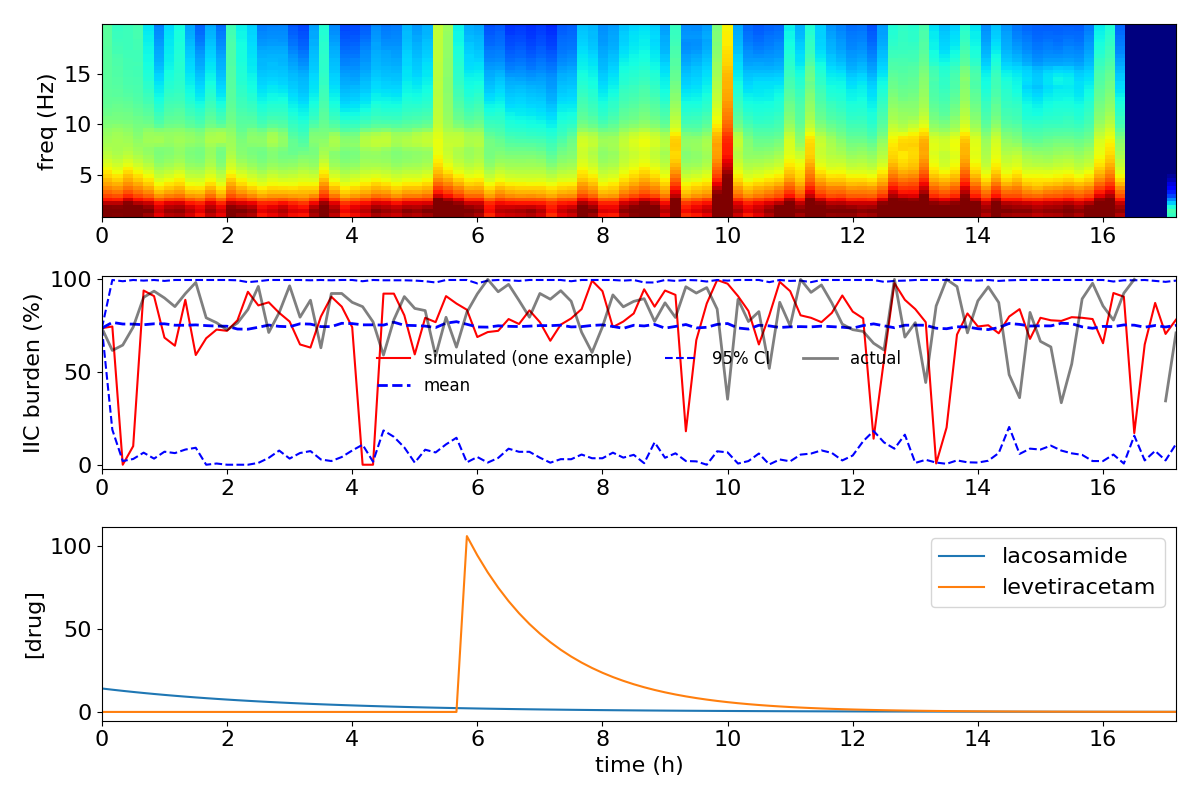 freq (Hz)
15
10
5
0 2 4 6 8 10 12 14 16
IIC burden (%)
100
50
0
simulated (one example) 95% CI actual
mean
0 2 4 6 8 10 12 14 16
[drug]
100
50
0
lacosamide
levetiracetam
0 2 4 6 8 10 12 14 16
time (h)